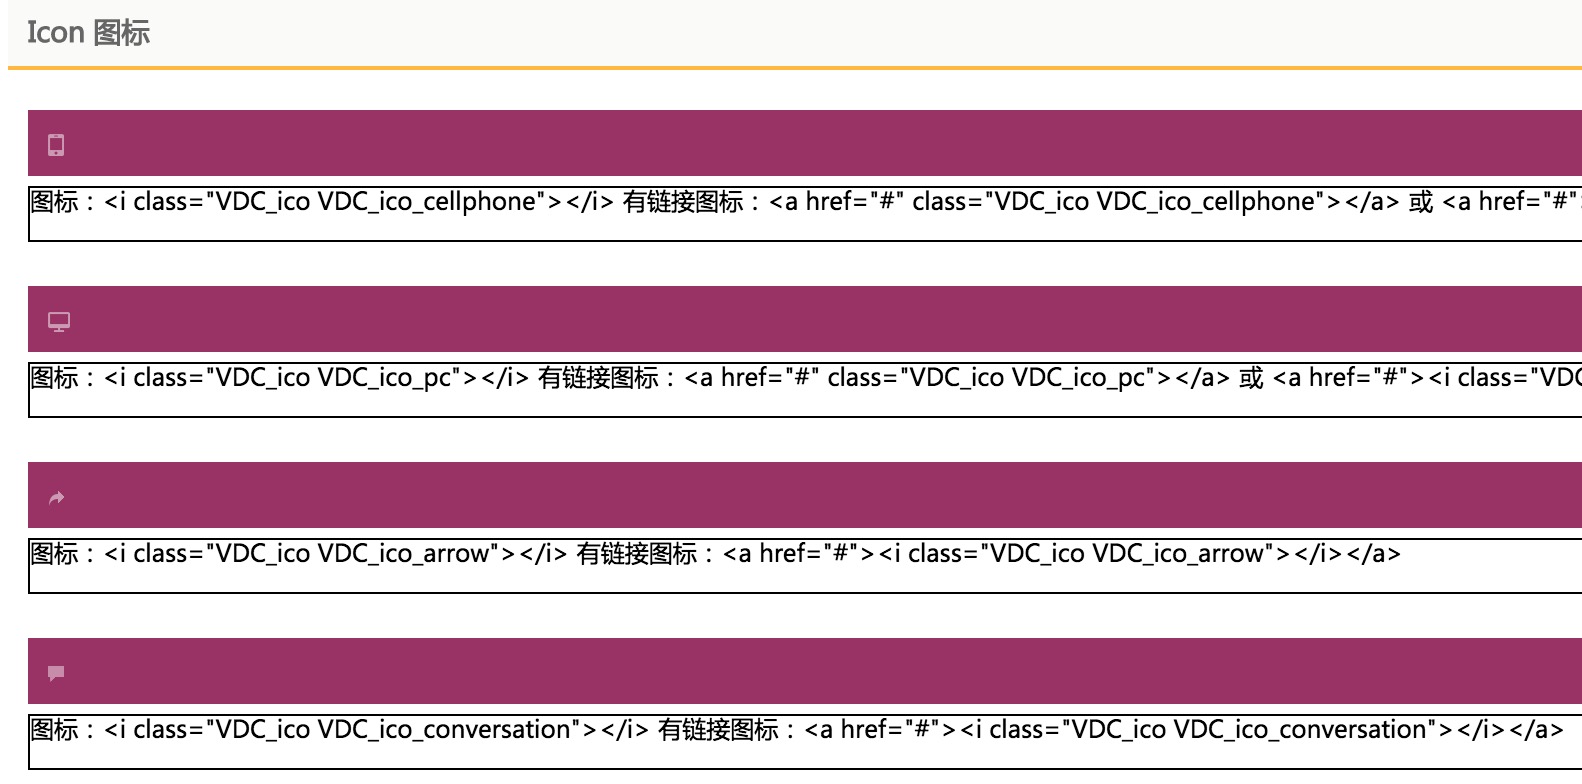 Icon 图标
图标：<i class="VDC_ico VDC_ico_cellphone"></i> 有链接图标：<a href="#" class="VDC_ico VDC_ico_cellphone"></a> 或 <a href="#"
图标：<i class="VDC_ico VDC_ico_pc"></i> 有链接图标：<a href="#" class="VDC_ico VDC_ico_pc"></a> 或 <a href="#"><i class="VDC
图标：<i class="VDC_ico VDC_ico_arrow"></i> 有链接图标：<a href="#"><i class="VDC_ico VDC_ico_arrow"></i></a>
图标：<i class="VDC_ico VDC_ico_conversation"></i> 有链接图标：<a href="#"><i class="VDC_ico VDC_ico_conversation"></i></a>